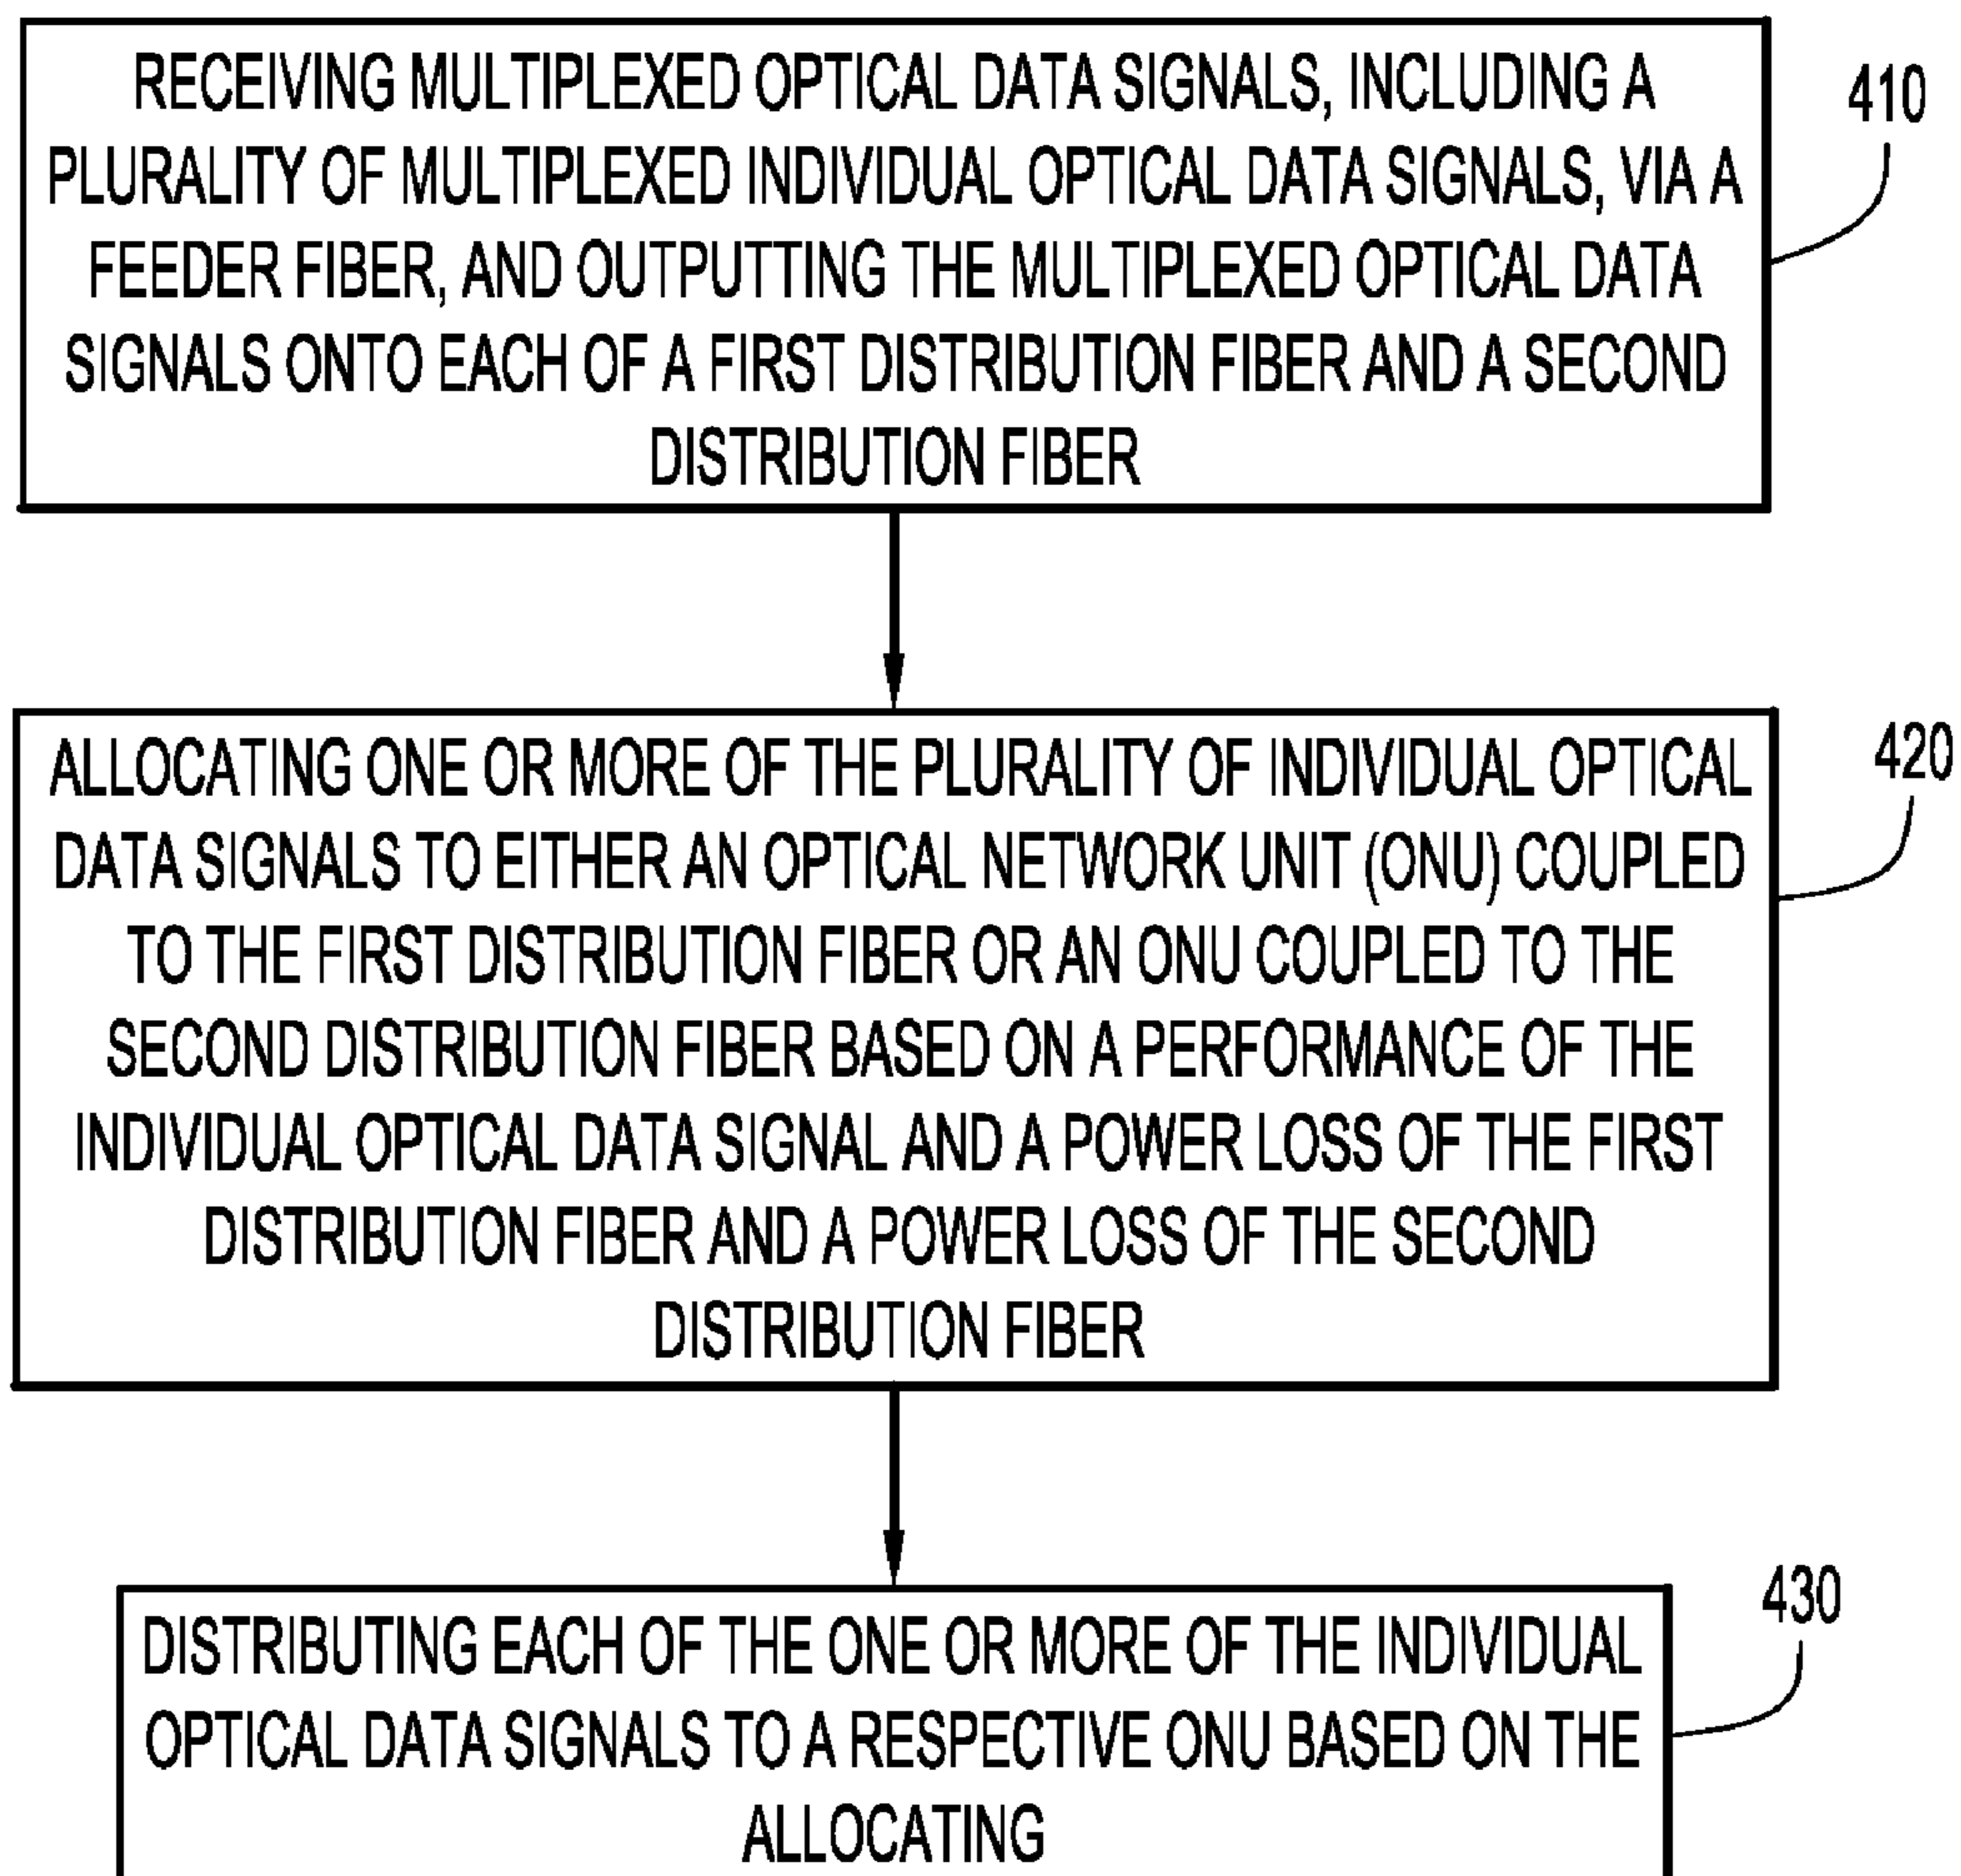 RECEIVING MULTIPLEXED OPTICAL DATA SIGNALS, INCLUDING A
PLURALITY OF MULTIPLEXED INDIVIDUAL OPTICAL DATA SIGNALS, VIA A
FEEDER FIBER, AND OUTPUTTING THE MULTIPLEXED OPTICAL DATA
SIGNALS ONTO EACH OF A FIRST DISTRIBUTION FIBER AND A SECOND
DISTRIBUTION FIBER
410
ALLOCATING ONE OR MORE OF THE PLURALITY OF INDIVIDUAL OPTICAL
DATA SIGNALS TO EITHER AN OPTICAL NETWORK UNIT (ONU) COUPLED
TO THE FIRST DISTRIBUTION FIBER OR AN ONU COUPLED TO THE
SECOND DISTRIBUTION FIBER BASED ON A PERFORMANCE OF THE
INDIVIDUAL OPTICAL DATA SIGNAL AND A POWER LOSS OF THE FIRST
DISTRIBUTION FIBER AND A POWER LOSS OF THE SECOND
DISTRIBUTION FIBER
420
DISTRIBUTING EACH OF THE ONE OR MORE OF THE INDIVIDUAL
OPTICAL DATA SIGNALS TO A RESPECTIVE ONU BASED ON THE
ALLOCATING
430